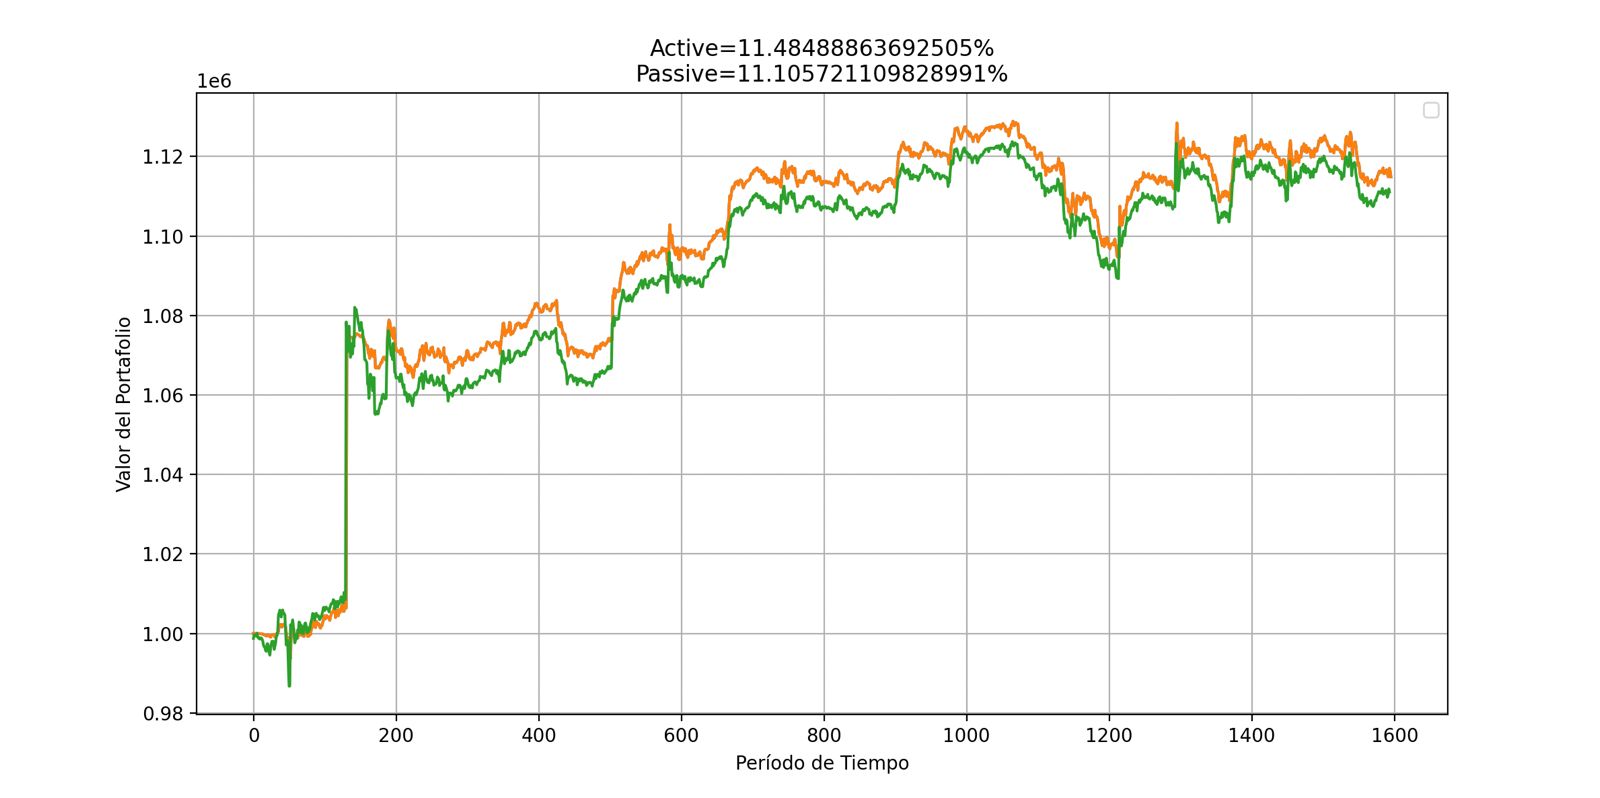 Active=11.48488863692505%
Passive=11.105721109828991%
1e6
1.12
1.10
1.08
1.06
1.04
1.02
1.00
0.98
Valor del Portafolio
0 200 400 600 800 1000 1200 1400 1600
Período de Tiempo